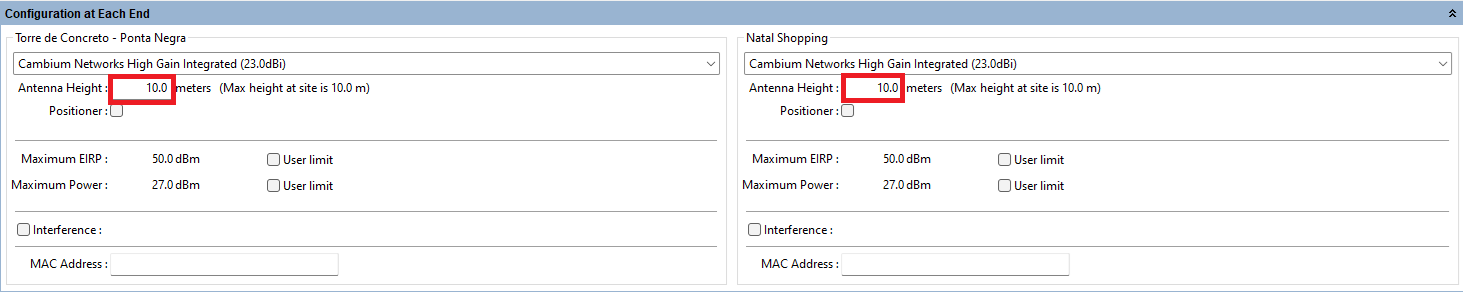 Configuration at Each End
Torre de Concreto - Ponta Negra
Cambium Networks High Gain Integrated (23.0dBi)
Antenna Height : 10.0 meters (Max height at site is 10.0 m)
Positioner :
Maximum EIRP : 50.0 dBm User limit
Maximum Power : 27.0 dBm User limit
Interference :
MAC Address :
Natal Shopping
Cambium Networks High Gain Integrated (23.0dBi)
Antenna Height : 10.0 meters (Max height at site is 10.0 m)
Positioner :
Maximum EIRP : 50.0 dBm User limit
Maximum Power : 27.0 dBm User limit
Interference :
MAC Address :